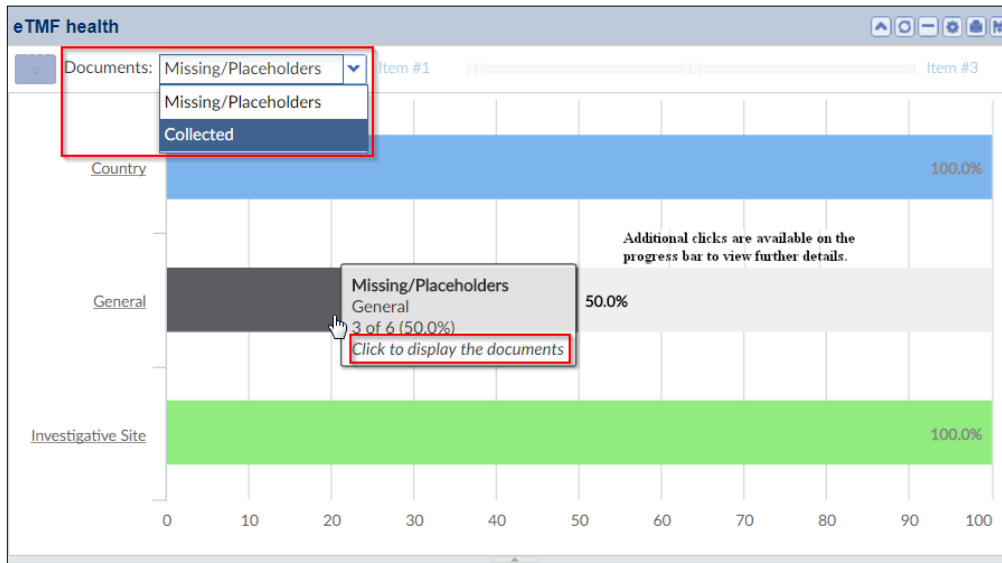 eTMF health
Documents: Missing/Placeholders Item #1 Item #3
Missing/Placeholders
Collected
Country 100.0%
Additional clicks are available on the
progress bar to view further details.
Missing/Placeholders
General
General
50.0%
3 of 6 (50.0%)
Click to display the documents
Investigative Site 100.0%
0 10 20 30 40 50 60 70 80 90 100